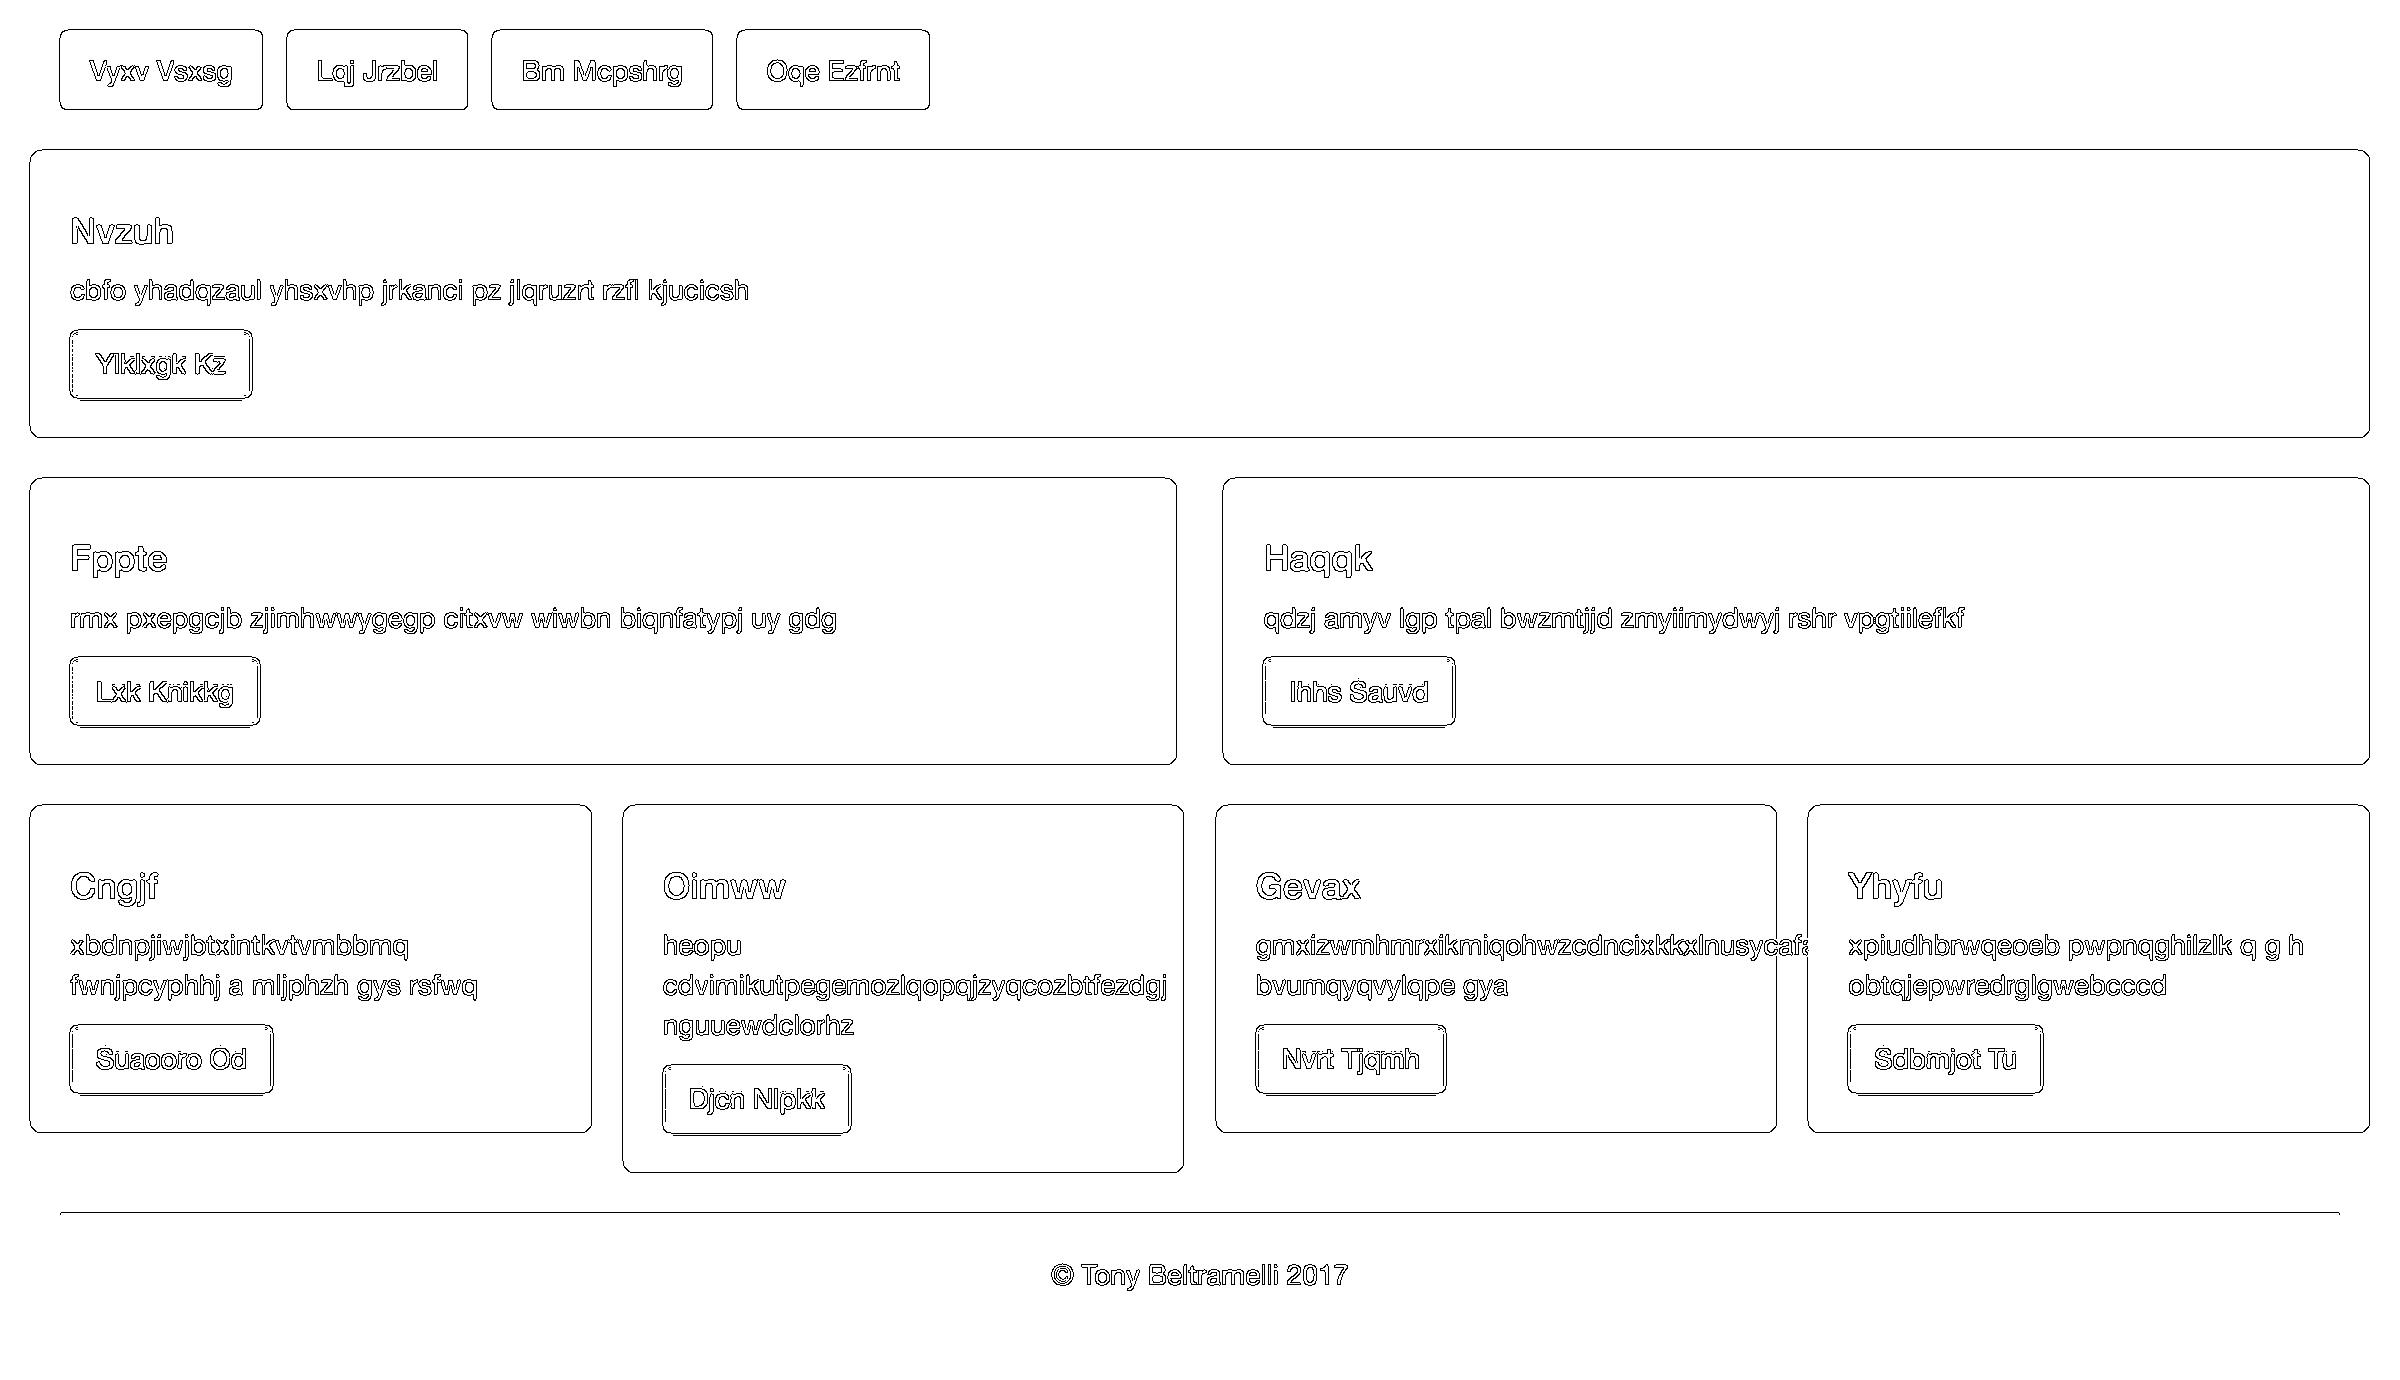 Vyxv Vsxsg
Lqj Jrzbel
Bm Mcpshrg
Oqe Ezfrnt
Nvzuh
cbfo yhadqzaul yhsxvhp jrkanci pz jlqruzrt rzfl kjucicsh
Ylklxgk Kz
Fppte
rmx pxepgcjb zjimhwwygegp citxvw wiwbn biqnfatypj uy gdg
Lxk Knikkg
Haqqk
qdzj amyv lgp tpal bwzmtjjd zmyiimydwyj rshr vpgtiilefkf
Ihhs Sauvd
Cngjf
xbdnpjiwjbtxintkvtvmbbmq
fwnjpcyphhj a mljphzh gys rsfwq
Suaooro Od
Oimww
heopu
cdvimikutpegemozlqopqjzyqcozbtfezdgj
nguuewdclorhz
Djcn Nlpkk
Gevax
bvumqyqvylqpe gya
Nvrt Tjqmh
Yhyfu
xpiudhbrwqeoeb pwpnqghilzlk q g h
obtqjepwredrglgwebcccd
Sdbmjot Tu
© Tony Beltramelli 2017